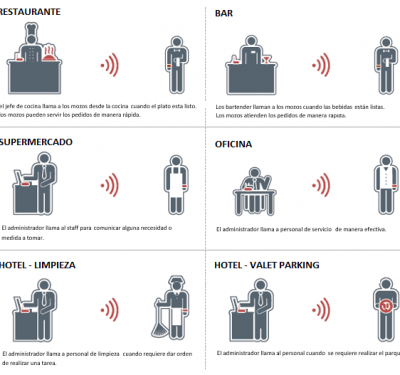 RESTAURANTE
el jefe de cocina llama a los mozos desde la cocina cuando el plato esta listo.
los mozos pueden servir los pedidos de manera rápida.
BAR
Los bartender llaman a los mozos cuando las bebidas están listas.
Los mozos atienden los pedidos de manera rapida.
SUPERMERCADO
El administrador llama al staff para comunicar alguna necesidad o
medida a tomar.
OFICINA
El administrador llama a personal de servicio de manera efectiva.
HOTEL - LIMPIEZA
El administrador llama a personal de limpieza cuando requiere dar orden
de realizar una tarea.
HOTEL - VALET PARKING
El administrador llama al personal cuando se requiere realizar el parqu